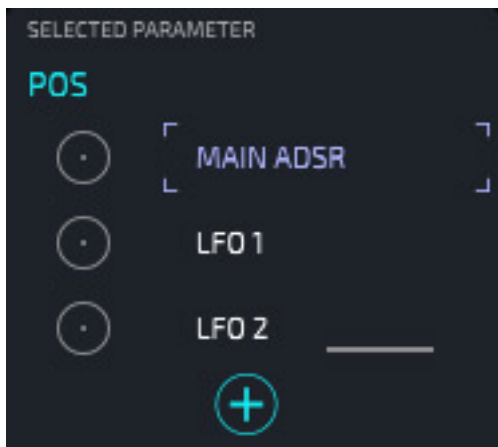 SELECTED PARAMETER
POS
MAIN ADSR
LFO 1
LFO 2